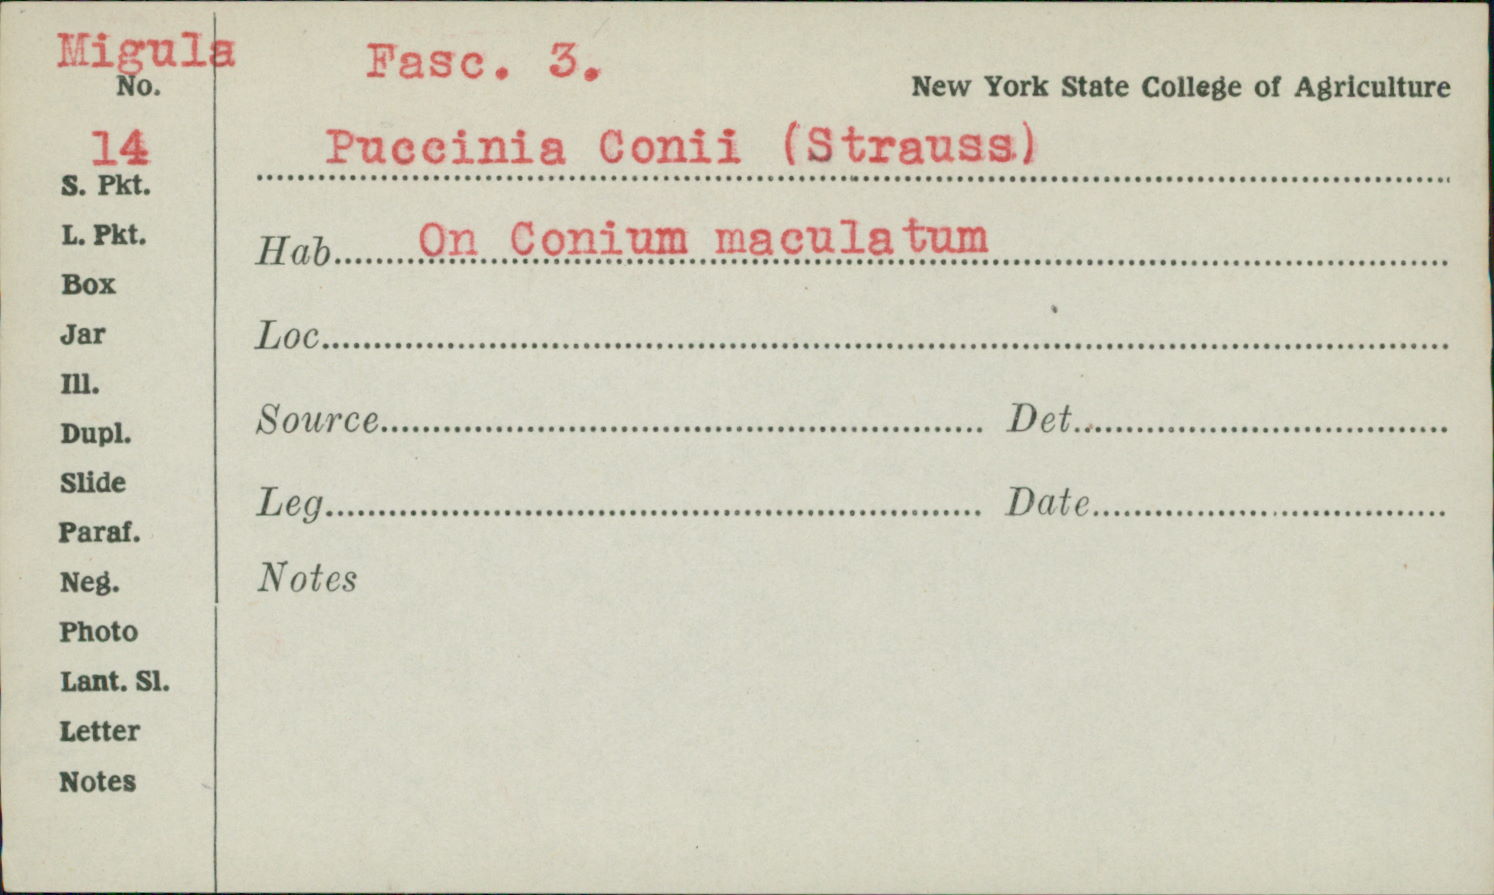 Migula Fasc. 3.
No. New York State College of Agriculture
14 Puccinia Conii (Strauss)
S. Pkt.
L. Pkt.
Hab. On Conium maculatum
Box
Jar
Loc.
Ill.
Dupl.
Source Det.
Slide
Leg. Date
Paraf.
Neg.
Notes
Photo
Lant. Sl.
Letter
Notes